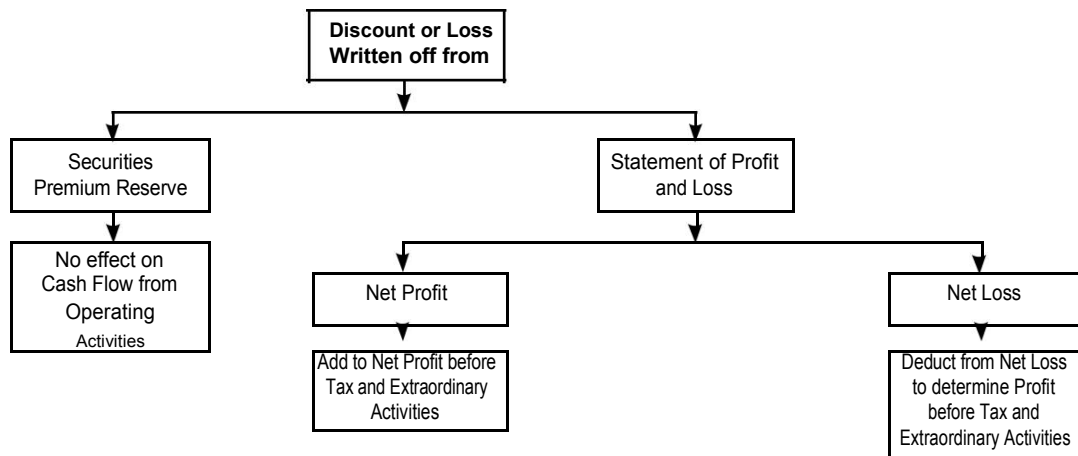 Discount or Loss
Written off from
Securities
Premium Reserve
Statement of Profit
and Loss
No effect on
Cash Flow from
Operating
Activities
Net Profit
Net Loss
Add to Net Profit before
Tax and Extraordinary
Activities
Deduct from Net Loss
to determine Profit
before Tax and
Extraordinary Activities